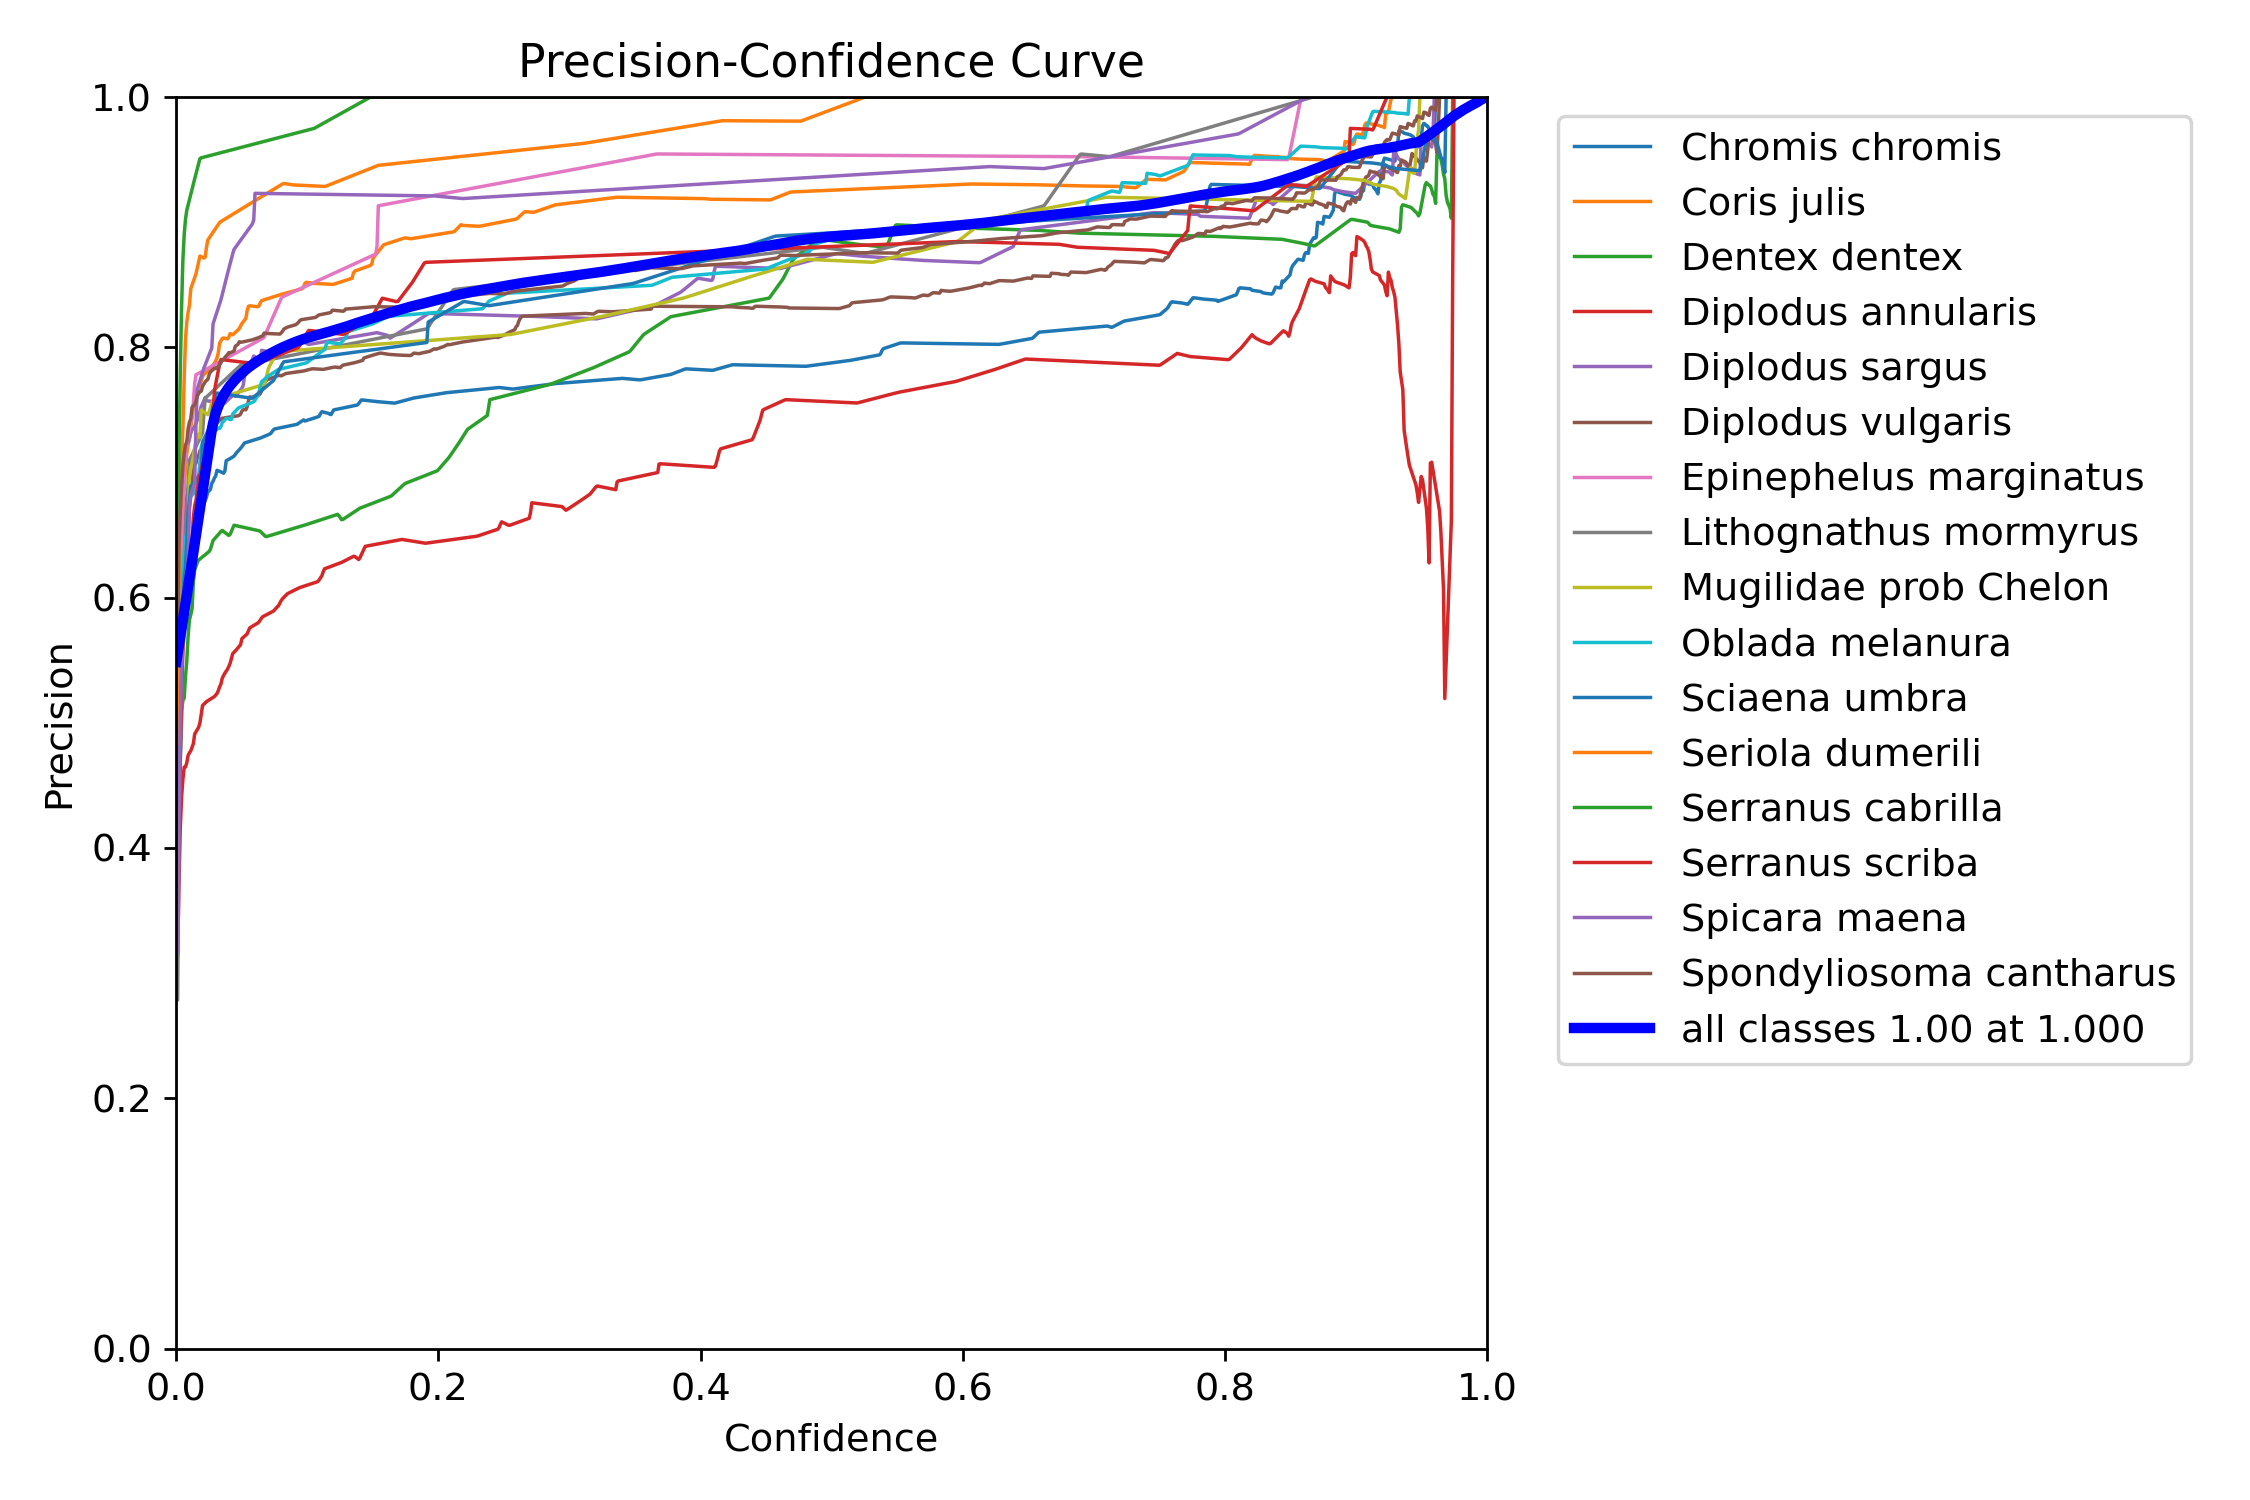 Precision-Confidence Curve
1.0
0.8
0.6
0.4
0.2
0.0
Precision
0.0 0.2 0.4 0.6 0.8 1.0
Confidence
Chromis chromis
Coris julis
Dentex dentex
Diplodus annularis
Diplodus sargus
Diplodus vulgaris
Epinephelus marginatus
Lithognathus mormyrus
Mugilidae prob Chelon
Oblada melanura
Sciaena umbra
Seriola dumerili
Serranus cabrilla
Serranus scriba
Spicara maena
Spondyliosoma cantharus
all classes 1.00 at 1.000